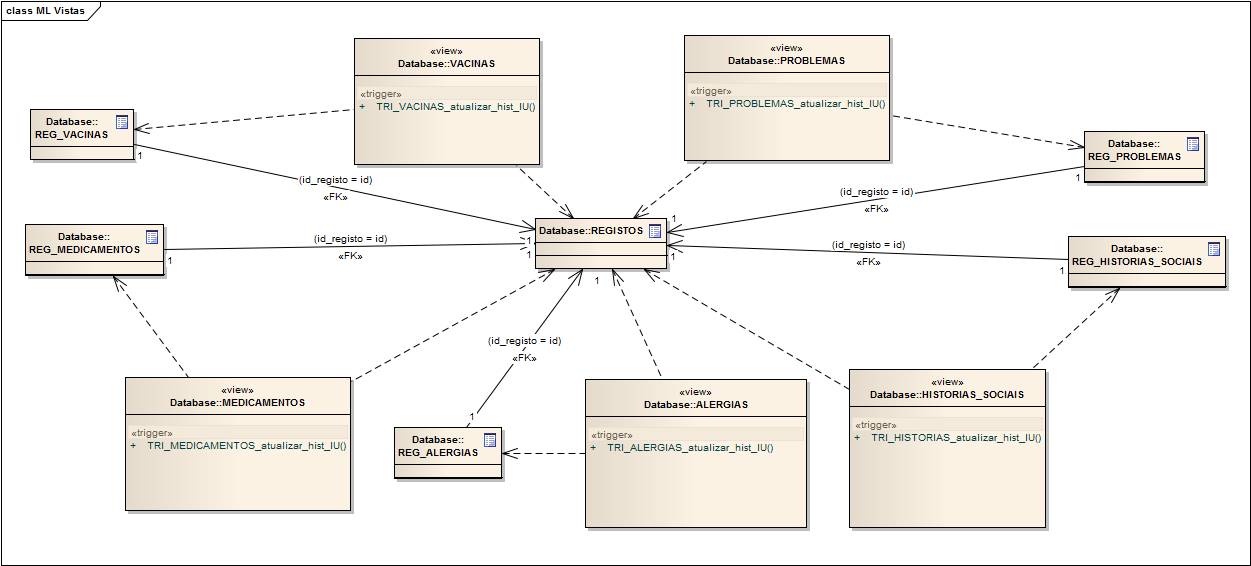 class ML Vistas
«view»
Database::VACINAS
«trigger»
+ TRI_VACINAS_atualizar_hist_IU()
«view»
Database::PROBLEMAS
«trigger»
+ TRI_PROBLEMAS_atualizar_hist_IU()
Database::
REG_VACINAS
1
Database::
REG_PROBLEMAS
1
(id_registo = id)
«FK»
(id_registo = id)
«FK»
1
Database::REGISTOS
1
1
1
1
Database::
REG_MEDICAMENTOS
1
(id_registo = id)
«FK»
(id_registo = id)
«FK»
Database::
REG_HISTORIAS_SOCIAIS
1
(id_registo = id)
«FK»
1
«view»
Database::MEDICAMENTOS
«trigger»
+ TRI_MEDICAMENTOS_atualizar_hist_IU()
Database::
REG_ALERGIAS
«view»
Database::ALERGIAS
«trigger»
+ TRI_ALERGIAS_atualizar_hist_IU()
«view»
Database::HISTORIAS_SOCIAIS
«trigger»
+ TRI_HISTORIAS_atualizar_hist_IU()